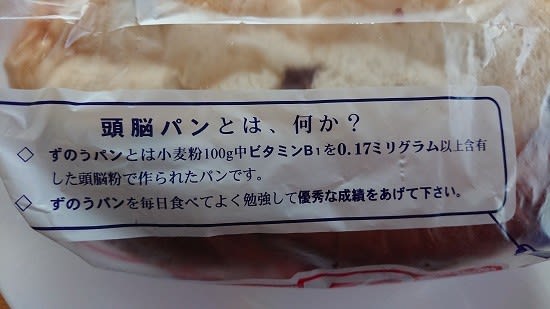 頭脳パンとは、何か?
◇ ずのうパンとは小麦粉100g中ビタミンB1を0.17ミリグラム以上含有
した頭脳粉で作られたパンです。
◇ ずのうパンを毎日食べてよく勉強して優秀な成績をあげて下さい。